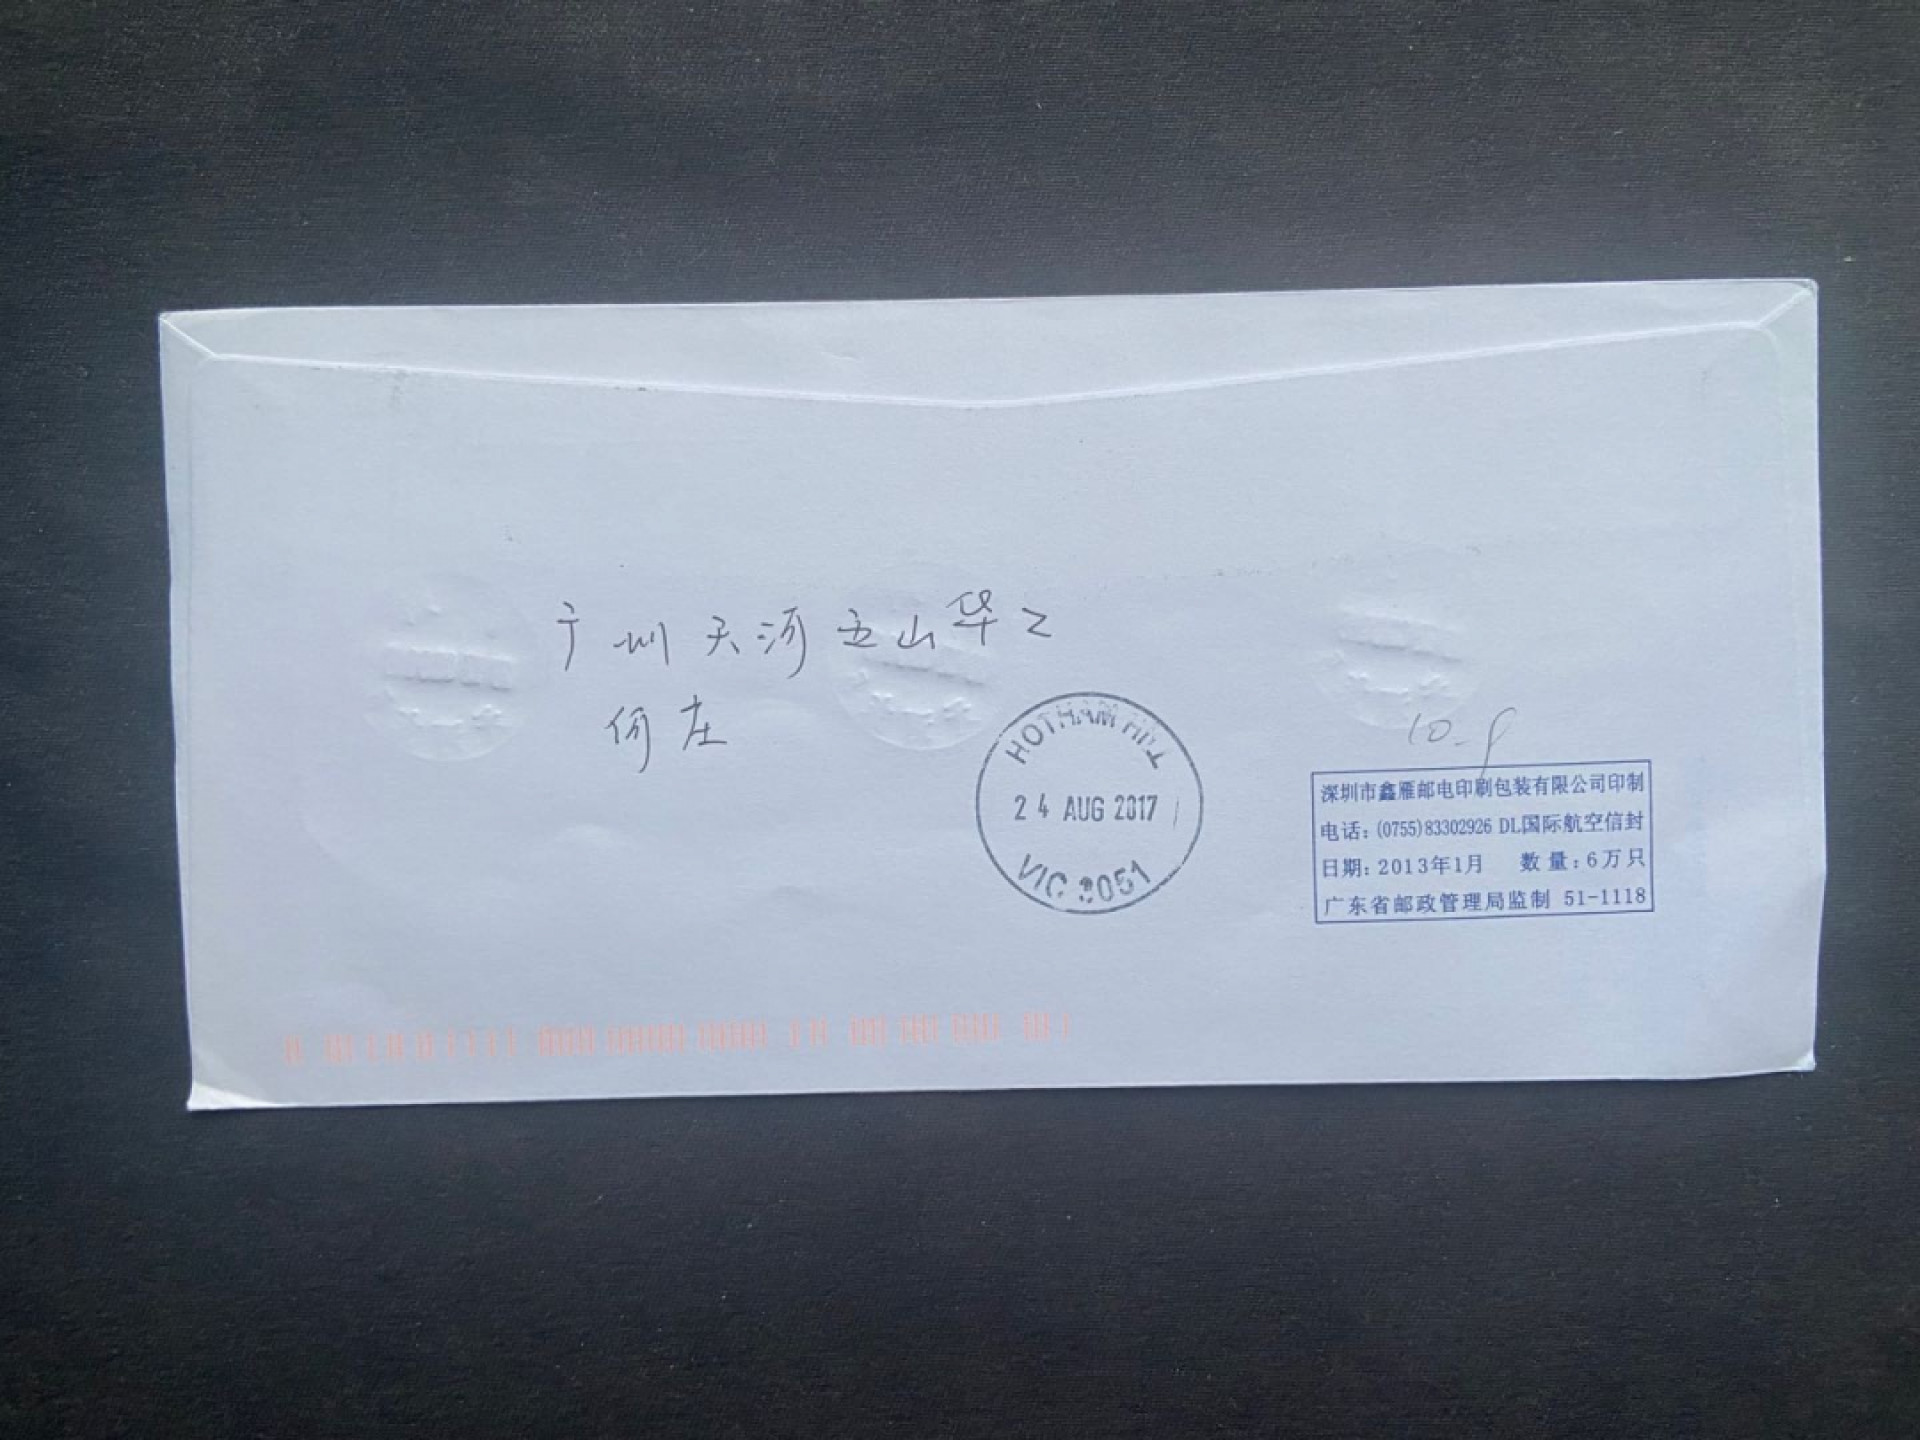 广州天河五山华工
何庄
HOTHAM HILL
24 AUG 2017
VIC 3051
10-9
深圳市鑫雁邮电印刷包装有限公司印制
电话:(0755)83302926 DL国际航空信封
日期:2013年1月 数量:6万只
广东省邮政管理局监制 51-1118